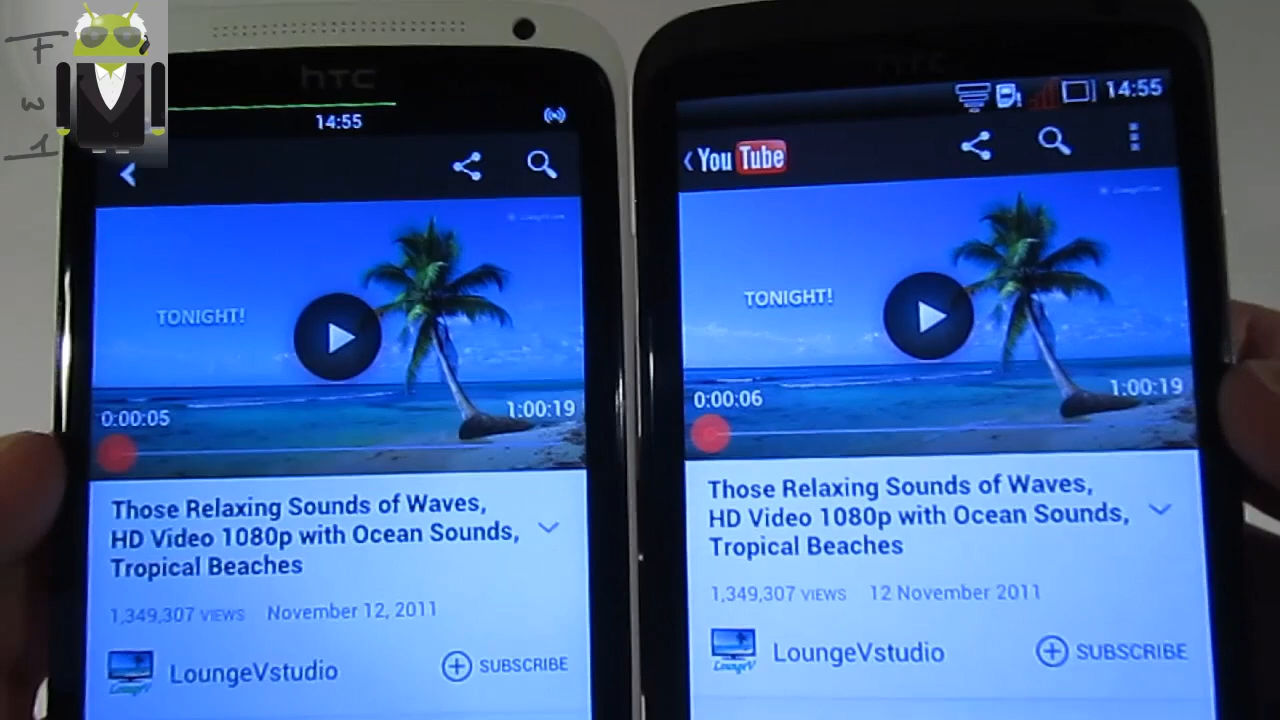 F
w
1
hTC
14:55
TONIGHT!
0:00:05
1:00:19
Those Relaxing Sounds of Waves,
HD Video 1080p with Ocean Sounds,
Tropical Beaches
1,349,307 VIEWS November 12, 2011
LoungeVstudio
SUBSCRIBE
hTC
14:55
You Tube
TONIGHT!
0:00:06
1:00:19
Those Relaxing Sounds of Waves,
HD Video 1080p with Ocean Sounds,
Tropical Beaches
1,349,307 VIEWS 12 November 2011
LoungeVstudio
SUBSCRIBE